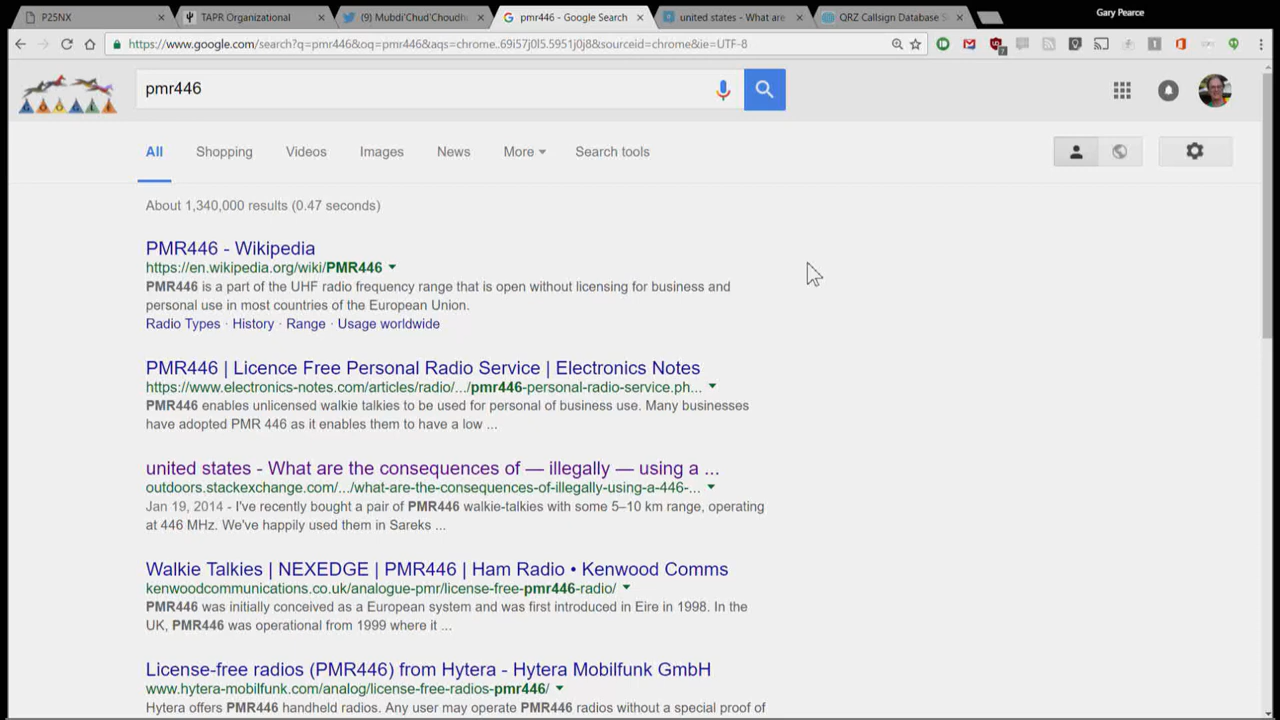 P25NX
TAPR Organizational
(3) Mubdi'Chud'Choudh
pmr446 - Google Search
united states - What are
QRZ Callsign Database S
Gary Pearce
https://www.google.com/search?q=pmr446&oq=pmr446&aqs=chrome..69i57j0l5.5951j0j8&sourceid=chrome&ie=UTF-8
pmr446
All Shopping Videos Images News More Search tools
About 1,340,000 results (0.47 seconds)
PMR446 - Wikipedia
https://en.wikipedia.org/wiki/PMR446
PMR446 is a part of the UHF radio frequency range that is open without licensing for business and
personal use in most countries of the European Union.
Radio Types · History · Range · Usage worldwide
PMR446 | Licence Free Personal Radio Service | Electronics Notes
https://www.electronics-notes.com/articles/radio/.../pmr446-personal-radio-service.ph...
PMR446 enables unlicensed walkie talkies to be used for personal of business use. Many businesses
have adopted PMR 446 as it enables them to have a low ...
united states - What are the consequences of — illegally — using a ...
outdoors.stackexchange.com/.../what-are-the-consequences-of-illegally-using-a-446-...
Jan 19, 2014 - I've recently bought a pair of PMR446 walkie-talkies with some 5–10 km range, operating
at 446 MHz. We've happily used them in Sareks ...
Walkie Talkies | NEXEDGE | PMR446 | Ham Radio • Kenwood Comms
kenwoodcommunications.co.uk/analogue-pmr/license-free-pmr446-radio/
PMR446 was initially conceived as a European system and was first introduced in Eire in 1998. In the
UK, PMR446 was operational from 1999 where it ...
License-free radios (PMR446) from Hytera - Hytera Mobilfunk GmbH
www.hytera-mobilfunk.com/analog/license-free-radios-pmr446/
Hytera offers PMR446 handheld radios. Any user may operate PMR446 radios without a special proof of